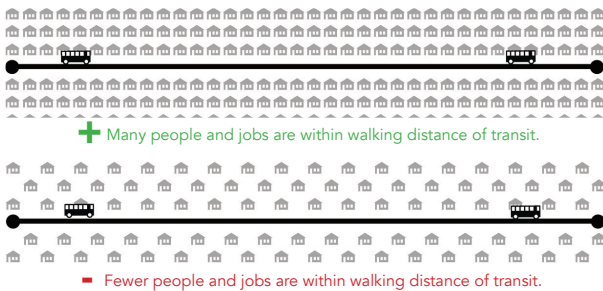 + Many people and jobs are within walking distance of transit.
- Fewer people and jobs are within walking distance of transit.